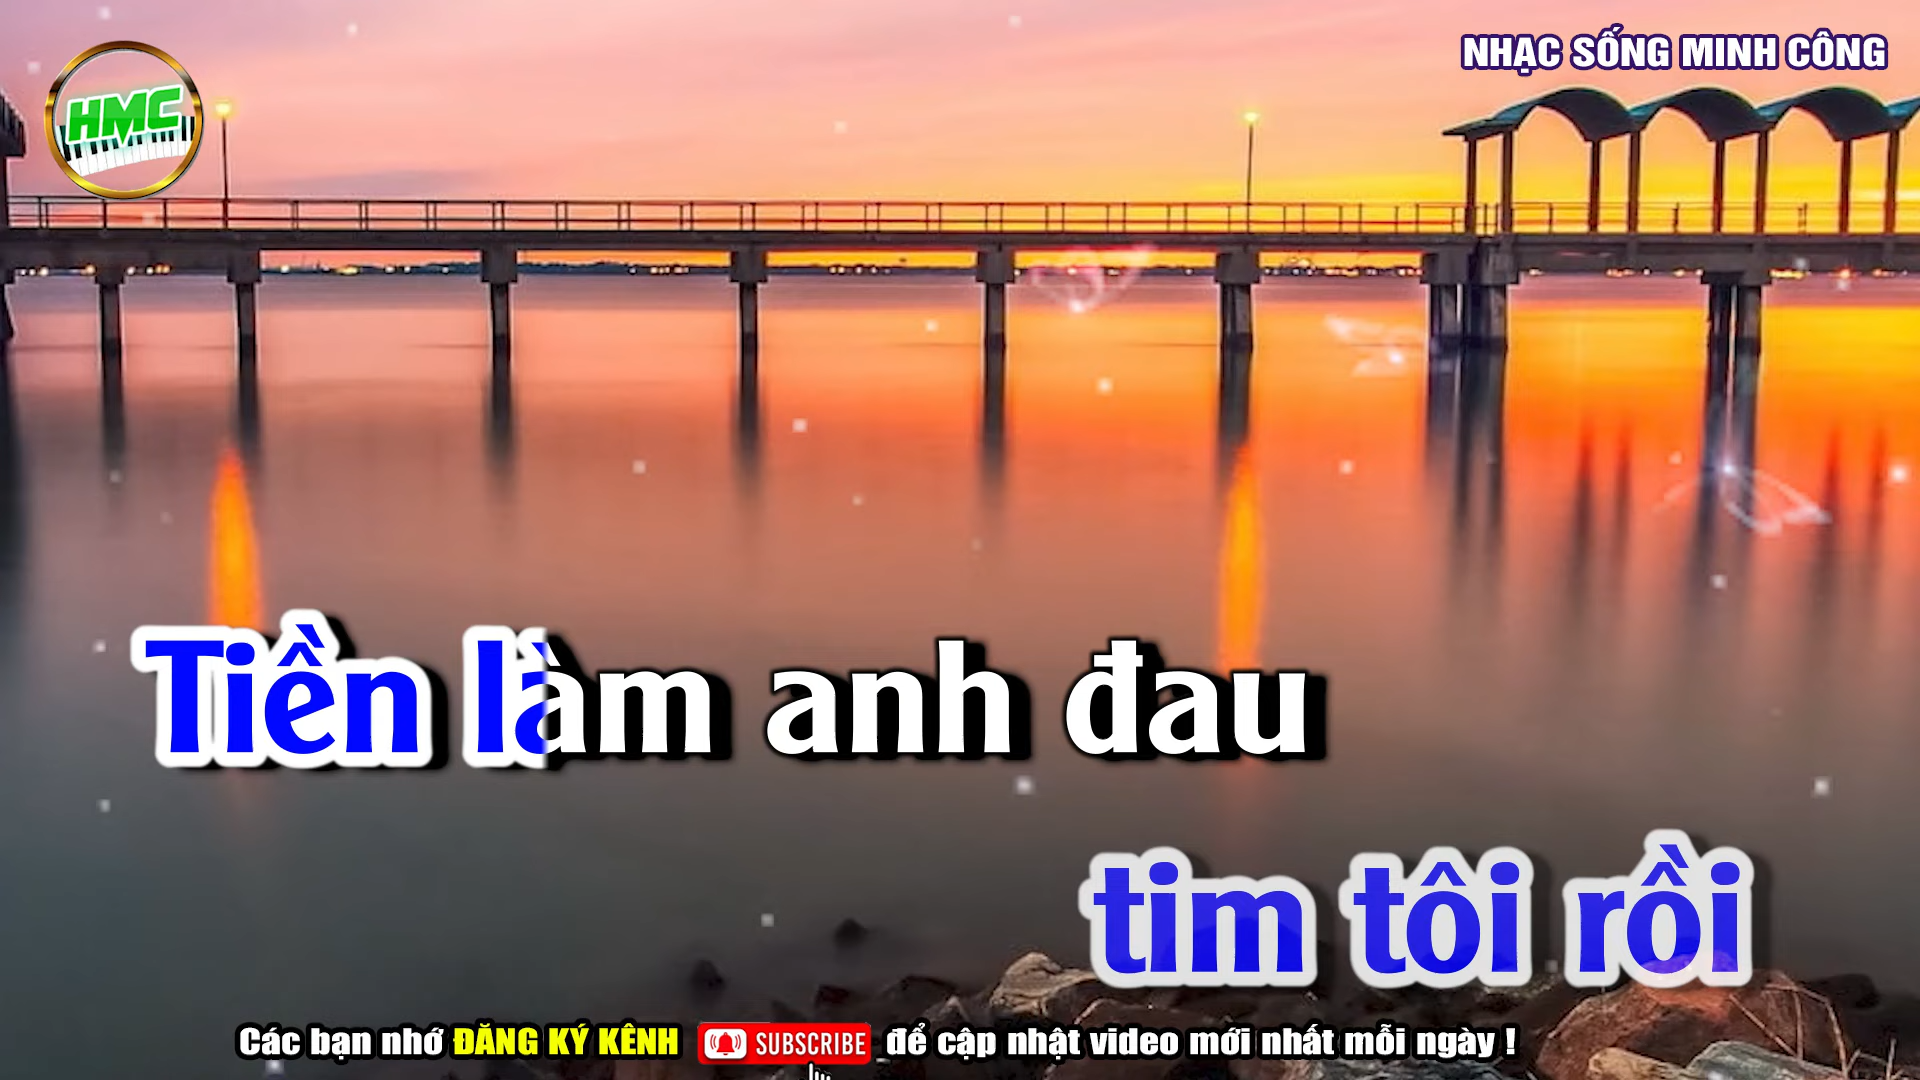 NHẠC SỐNG MINH CÔNG
HMC
Tiền làm anh đau
tim tôi rồi
Các bạn nhớ ĐĂNG KÝ KÊNH SUBSCRIBE để cập nhật video mới nhất mỗi ngày !